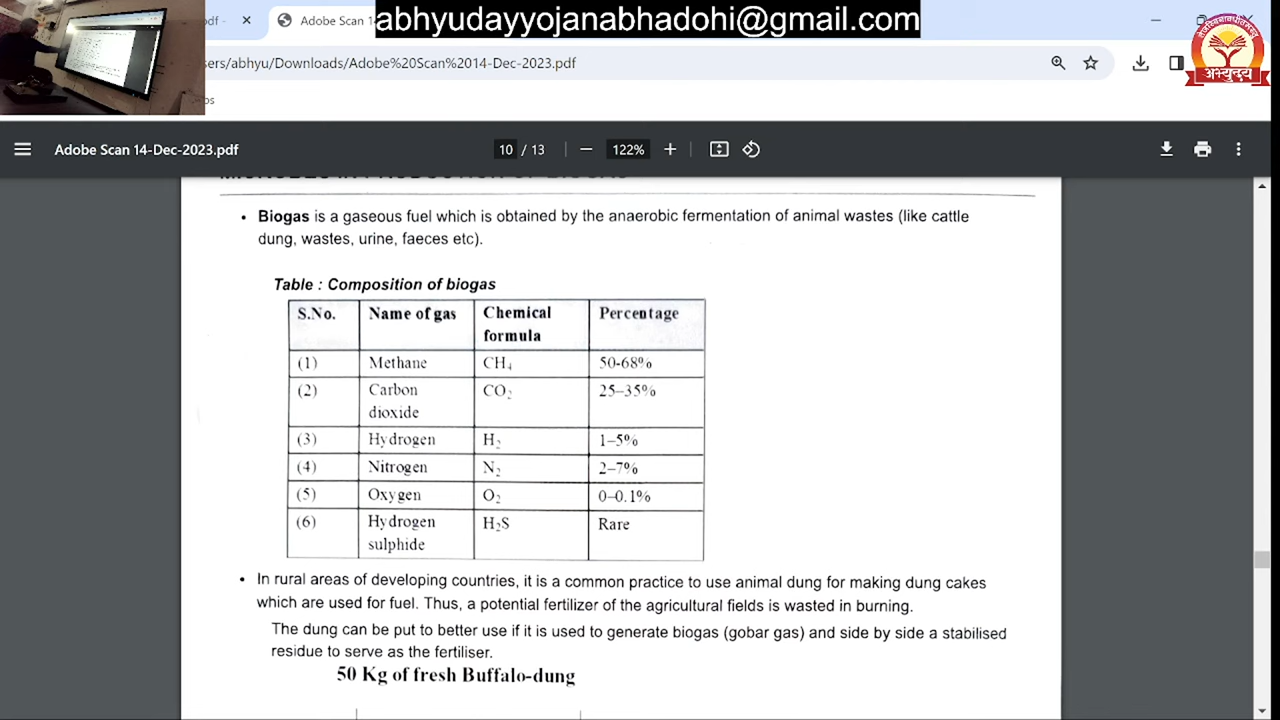 abhyudayyojanabhadohi@gmail.com
Adobe Scan 1
sers/abhyu/Downloads/Adobe%20Scan%2014-Dec-2023.pdf
अभ्युदय
Adobe Scan 14-Dec-2023.pdf
10 / 13
122%
• Biogas is a gaseous fuel which is obtained by the anaerobic fermentation of animal wastes (like cattle
dung, wastes, urine, faeces etc).
Table : Composition of biogas
S.No. Name of gas Chemical formula Percentage
(1) Methane CH₄ 50-68%
(2) Carbon dioxide CO₂ 25–35%
(3) Hydrogen H₂ 1–5%
(4) Nitrogen N₂ 2–7%
(5) Oxygen O₂ 0–0.1%
(6) Hydrogen sulphide H₂S Rare
• In rural areas of developing countries, it is a common practice to use animal dung for making dung cakes
which are used for fuel. Thus, a potential fertilizer of the agricultural fields is wasted in burning.
The dung can be put to better use if it is used to generate biogas (gobar gas) and side by side a stabilised
residue to serve as the fertiliser.
50 Kg of fresh Buffalo-dung